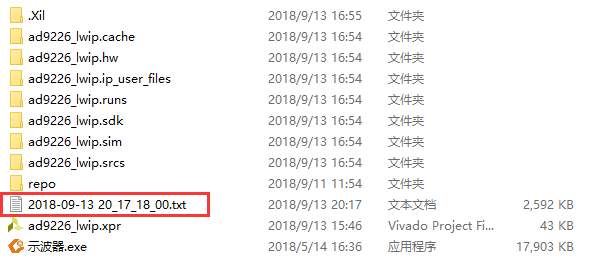 .Xil 2018/9/13 16:55 文件夹
ad9226_lwip.cache 2018/9/13 16:54 文件夹
ad9226_lwip.hw 2018/9/13 16:54 文件夹
ad9226_lwip.ip_user_files 2018/9/13 16:54 文件夹
ad9226_lwip.runs 2018/9/13 16:54 文件夹
ad9226_lwip.sdk 2018/9/13 16:54 文件夹
ad9226_lwip.sim 2018/9/13 16:54 文件夹
ad9226_lwip.srcs 2018/9/13 16:54 文件夹
repo 2018/9/11 11:54 文件夹
2018-09-13 20_17_18_00.txt 2018/9/13 20:17 文本文档 2,592 KB
ad9226_lwip.xpr 2018/9/13 15:46 Vivado Project Fi... 43 KB
示波器.exe 2018/5/14 16:36 应用程序 17,903 KB